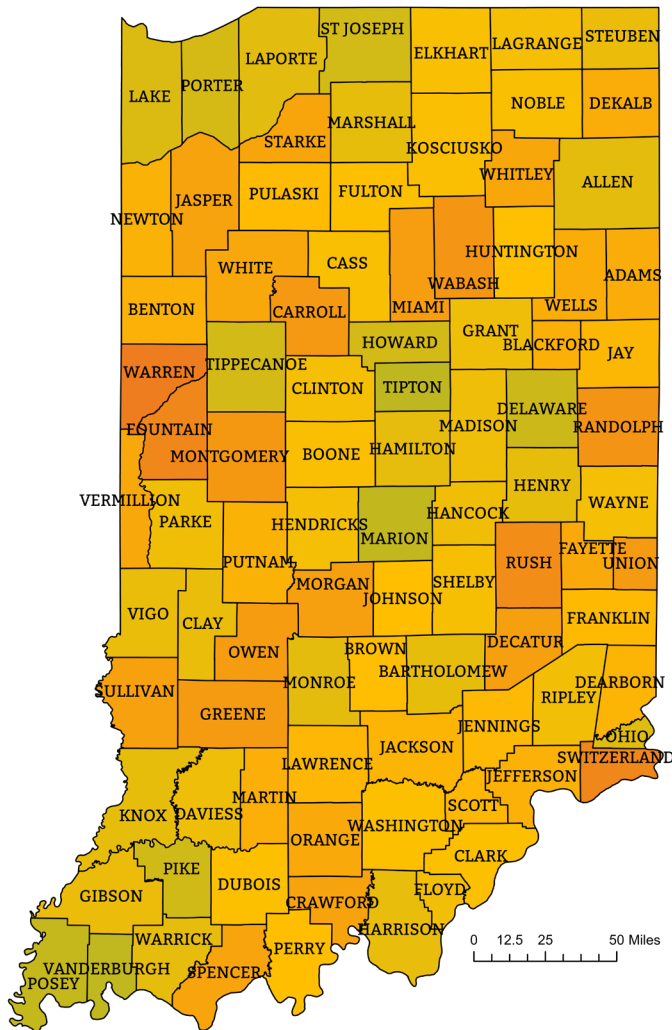 ST JOSEPH
STEUBEN
LAGRANGE
ELKHART
LAPORTE
PORTER
LAKE
NOBLE
DEKALB
MARSHALL
STARKE
KOSCIUSKO
WHITLEY
ALLEN
PULASKI
FULTON
JASPER
NEWTON
HUNTINGTON
CASS
WHITE
WABASH
ADAMS
MIAMI
WELLS
BENTON
CARROLL
GRANT
HOWARD
BLACKFORD
JAY
TIPPECANOE
WARREN
CLINTON
TIPTON
DELAWARE
MADISON
RANDOLPH
FOUNTAIN
MONTGOMERY
BOONE
HAMILTON
HENRY
VERMILLION
WAYNE
HANCOCK
PARKE
HENDRICKS
MARION
FAYETTE
PUTNAM
RUSH
UNION
MORGAN
SHELBY
JOHNSON
VIGO
CLAY
FRANKLIN
DECATUR
OWEN
BROWN
BARTHOLOMEW
MONROE
DEARBORN
SULLIVAN
RIPLEY
GREENE
JENNINGS
OHIO
JACKSON
SWITZERLAND
LAWRENCE
JEFFERSON
MARTIN
SCOTT
KNOX
DAVIESS
WASHINGTON
ORANGE
CLARK
PIKE
DUBOIS
FLOYD
GIBSON
CRAWFORD
HARRISON
WARRICK
PERRY
VANDERBURGH
SPENCER
POSEY
0 12.5 25 50 Miles